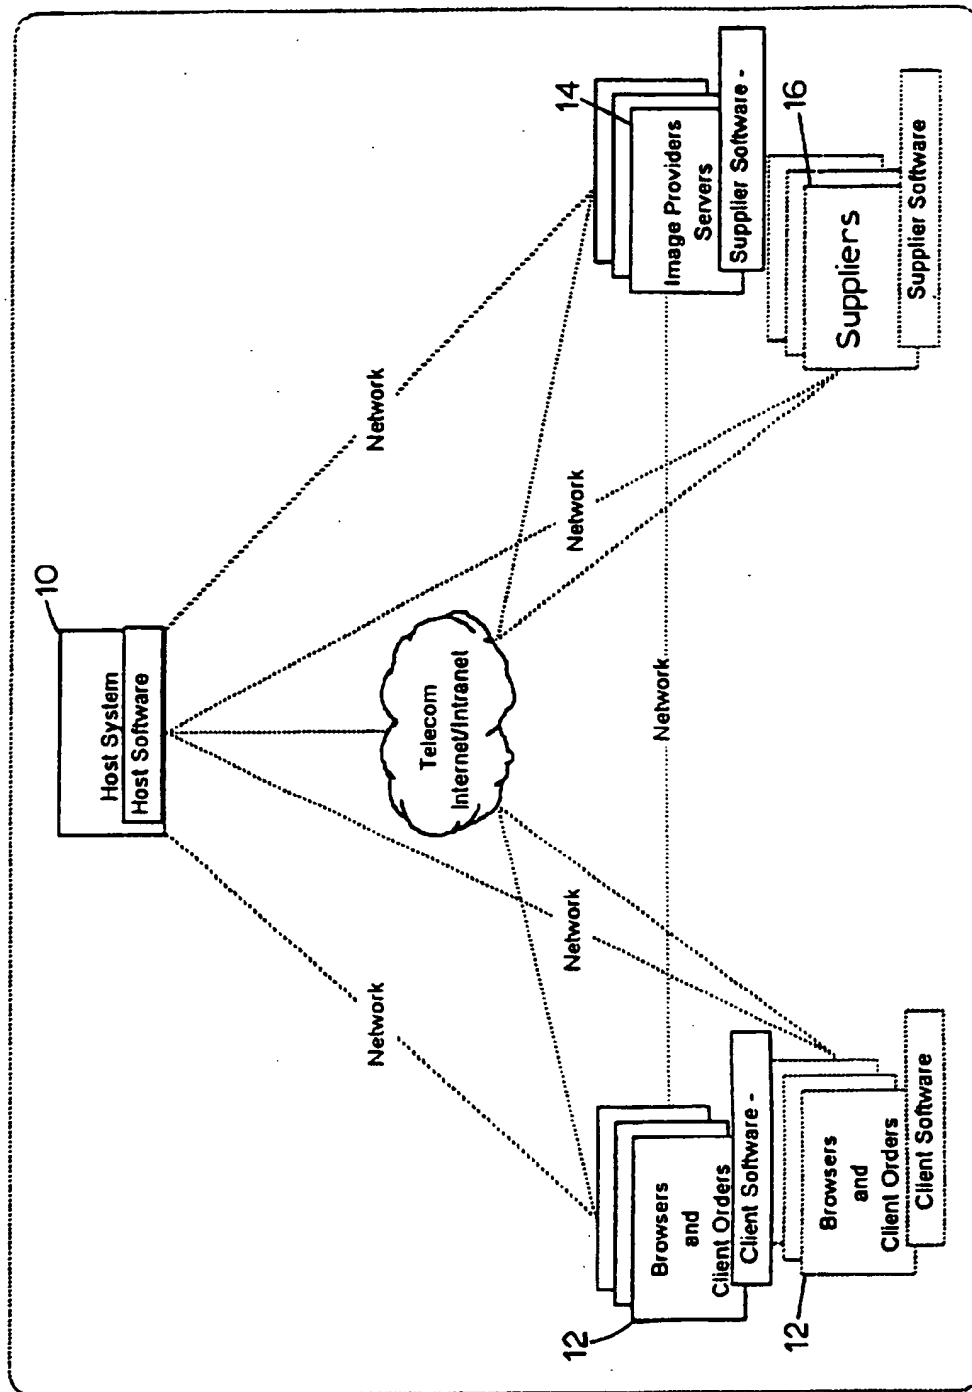 10
Host System
Host Software
Network
Network
Network
Network
Telecom
Internet/Intranet
Network
12
Browsers
and
Client Orders
Client Software -
12
Browsers
and
Client Orders
Client Software
14
Image Providers
Servers
Supplier Software -
16
Suppliers
Supplier Software